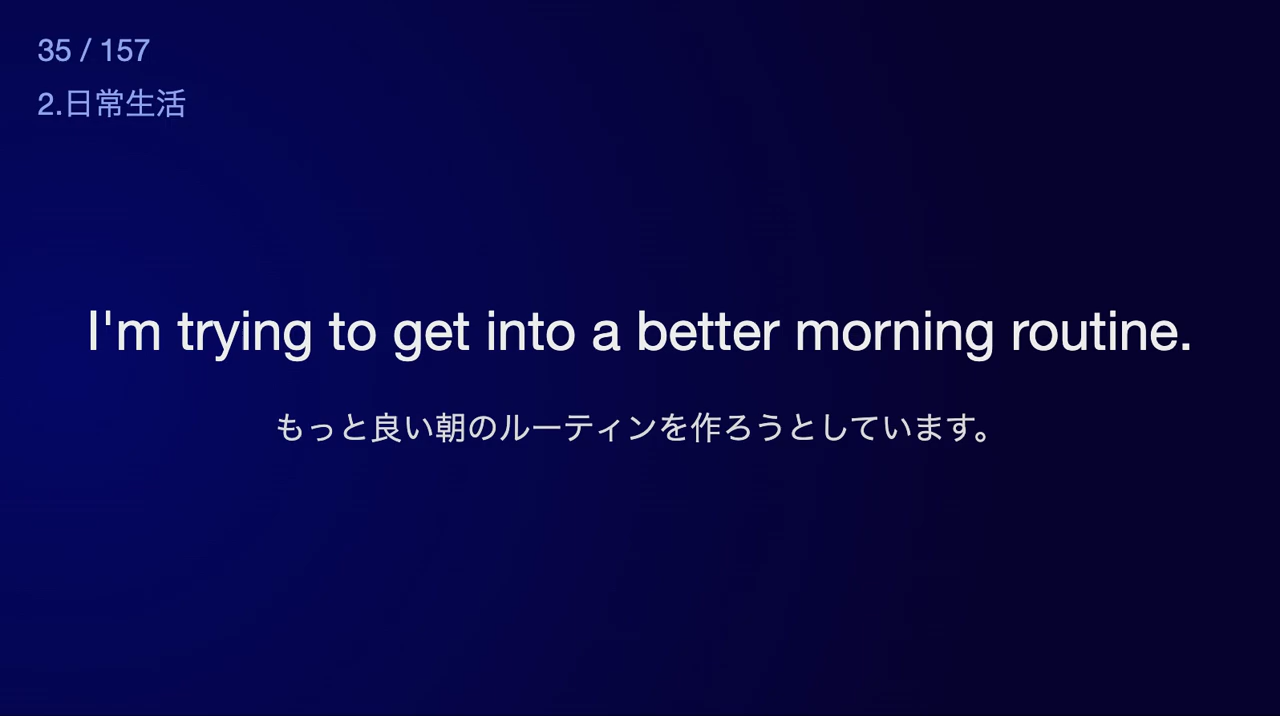 35 / 157
2.日常生活
I'm trying to get into a better morning routine.
もっと良い朝のルーティンを作ろうとしています。